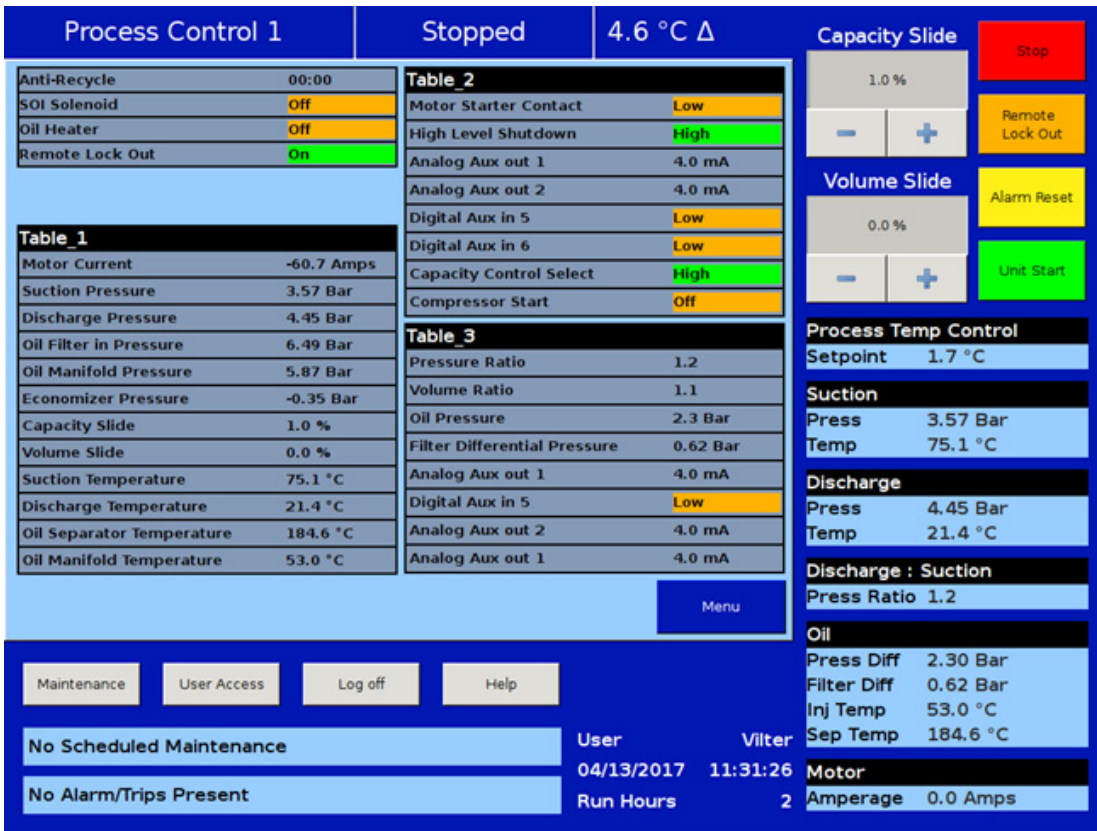 Process Control 1 Stopped 4.6 °C Δ
Anti-Recycle 00:00
SOI Solenoid Off
Oil Heater Off
Remote Lock Out On
Table_1
Motor Current -60.7 Amps
Suction Pressure 3.57 Bar
Discharge Pressure 4.45 Bar
Oil Filter in Pressure 6.49 Bar
Oil Manifold Pressure 5.87 Bar
Economizer Pressure -0.35 Bar
Capacity Slide 1.0 %
Volume Slide 0.0 %
Suction Temperature 75.1 °C
Discharge Temperature 21.4 °C
Oil Separator Temperature 184.6 °C
Oil Manifold Temperature 53.0 °C
Table_2
Motor Starter Contact Low
High Level Shutdown High
Analog Aux out 1 4.0 mA
Analog Aux out 2 4.0 mA
Digital Aux in 5 Low
Digital Aux in 6 Low
Capacity Control Select High
Compressor Start Off
Table_3
Pressure Ratio 1.2
Volume Ratio 1.1
Oil Pressure 2.3 Bar
Filter Differential Pressure 0.62 Bar
Analog Aux out 1 4.0 mA
Digital Aux in 5 Low
Analog Aux out 2 4.0 mA
Analog Aux out 1 4.0 mA
Menu
Capacity Slide
1.0 %
Volume Slide
0.0 %
Stop
Remote
Lock Out
Alarm Reset
Unit Start
Process Temp Control
Setpoint 1.7 °C
Suction
Press 3.57 Bar
Temp 75.1 °C
Discharge
Press 4.45 Bar
Temp 21.4 °C
Discharge : Suction
Press Ratio 1.2
Oil
Press Diff 2.30 Bar
Filter Diff 0.62 Bar
Inj Temp 53.0 °C
Sep Temp 184.6 °C
Motor
Amperage 0.0 Amps
Maintenance User Access Log off Help
No Scheduled Maintenance
No Alarm/Trips Present
User Vilter
04/13/2017 11:31:26
Run Hours 2